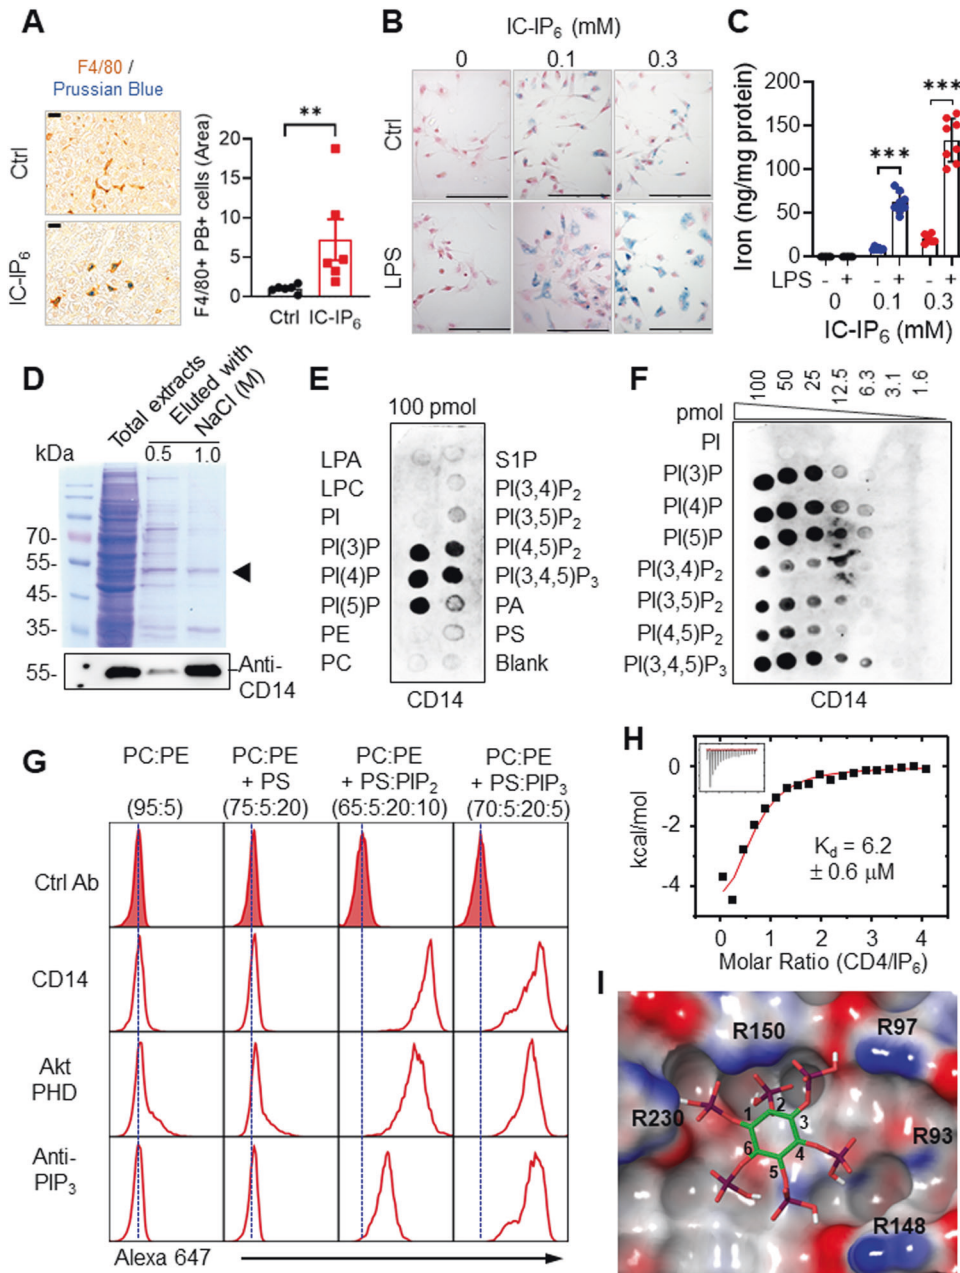 A
F4/80 /
Prussian Blue
Ctrl
IC-IP6
F4/80+ PB+ cells (Area)
20
15
10
5
0
**
Ctrl IC-IP6
B
IC-IP6 (mM)
0 0.1 0.3
Ctrl
LPS
C
Iron (ng/mg protein)
200
150
100
50
0
***
***
LPS - + - + - +
0 0.1 0.3
IC-IP6 (mM)
D
Total extracts
Eluted with
NaCl (M)
kDa
0.5 1.0
70-
55-
45-
35-
55-
Anti-
CD14
E
100 pmol
LPA S1P
LPC PI(3,4)P2
PI PI(3,5)P2
PI(3)P PI(4,5)P2
PI(4)P PI(3,4,5)P3
PI(5)P PA
PE PS
PC Blank
CD14
F
100 50 25 12.5 6.3 3.1 1.6
pmol
PI
PI(3)P
PI(4)P
PI(5)P
PI(3,4)P2
PI(3,5)P2
PI(4,5)P2
PI(3,4,5)P3
CD14
G
PC:PE PC:PE PC:PE PC:PE
+ PS + PS:PIP2 + PS:PIP3
(95:5) (75:5:20) (65:5:20:10) (70:5:20:5)
Ctrl Ab
CD14
Akt
PHD
Anti-
PIP3
Alexa 647
H
kcal/mol
0
-2
-4
Kd = 6.2
± 0.6 µM
0 1 2 3 4
Molar Ratio (CD4/IP6)
I
R150 R97
R230 R93
R148
1 2 3 4 5 6